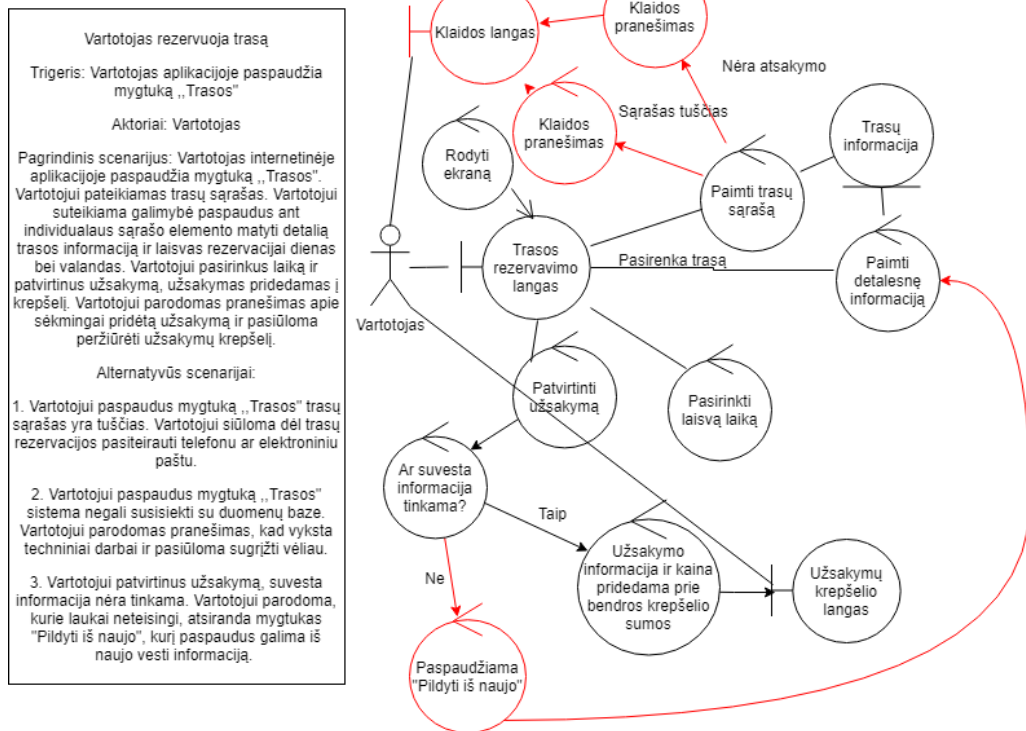 Vartotojas rezervuoja trasą
Trigeris: Vartotojas aplikacijoje paspaudžia
mygtuką ,,Trasos"
Aktoriai: Vartotojas
Pagrindinis scenarijus: Vartotojas internetinėje
aplikacijoje paspaudžia mygtuką ,,Trasos".
Vartotojui pateikiamas trasų sąrašas. Vartotojui
suteikiama galimybė paspaudus ant
individualaus sąrašo elemento matyti detalią
trasos informaciją ir laisvas rezervacijai dienas
bei valandas. Vartotojui pasirinkus laiką ir
patvirtinus užsakymą, užsakymas pridedamas į
krepšelį. Vartotojui parodomas pranešimas apie
sėkmingai pridėtą užsakymą ir pasiūloma
peržiūrėti užsakymų krepšelį.
Alternatyvūs scenarijai:
1. Vartotojui paspaudus mygtuką ,,Trasos" trasų
sąrašas yra tuščias. Vartotojui siūloma dėl trasų
rezervacijos pasiteirauti telefonu ar elektroniniu
paštu.
2. Vartotojui paspaudus mygtuką ,,Trasos"
sistema negali susisiekti su duomenų baze.
Vartotojui parodomas pranešimas, kad vyksta
techniniai darbai ir pasiūloma sugrįžti vėliau.
3. Vartotojui patvirtinus užsakymą, suvesta
informacija nėra tinkama. Vartotojui parodoma,
kurie laukai neteisingi, atsiranda mygtukas
"Pildyti iš naujo", kurį paspaudus galima iš
naujo vesti informaciją.
Klaidos langas
Klaidos
pranešimas
Nėra atsakymo
Sąrašas tuščias
Klaidos
pranešimas
Trasų
informacija
Rodyti
ekraną
Paimti trasų
sąrašą
Trasos
rezervavimo
langas
Pasirenka trasą
Paimti
detalesnę
informaciją
Vartotojas
Patvirtinti
užsakymą
Pasirinkti
laisvą laiką
Ar suvesta
informacija
tinkama?
Taip
Užsakymo
informacija ir kaina
pridedama prie
bendros krepšelio
sumos
Užsakymų
krepšelio
langas
Ne
Paspaudžiama
"Pildyti iš naujo"